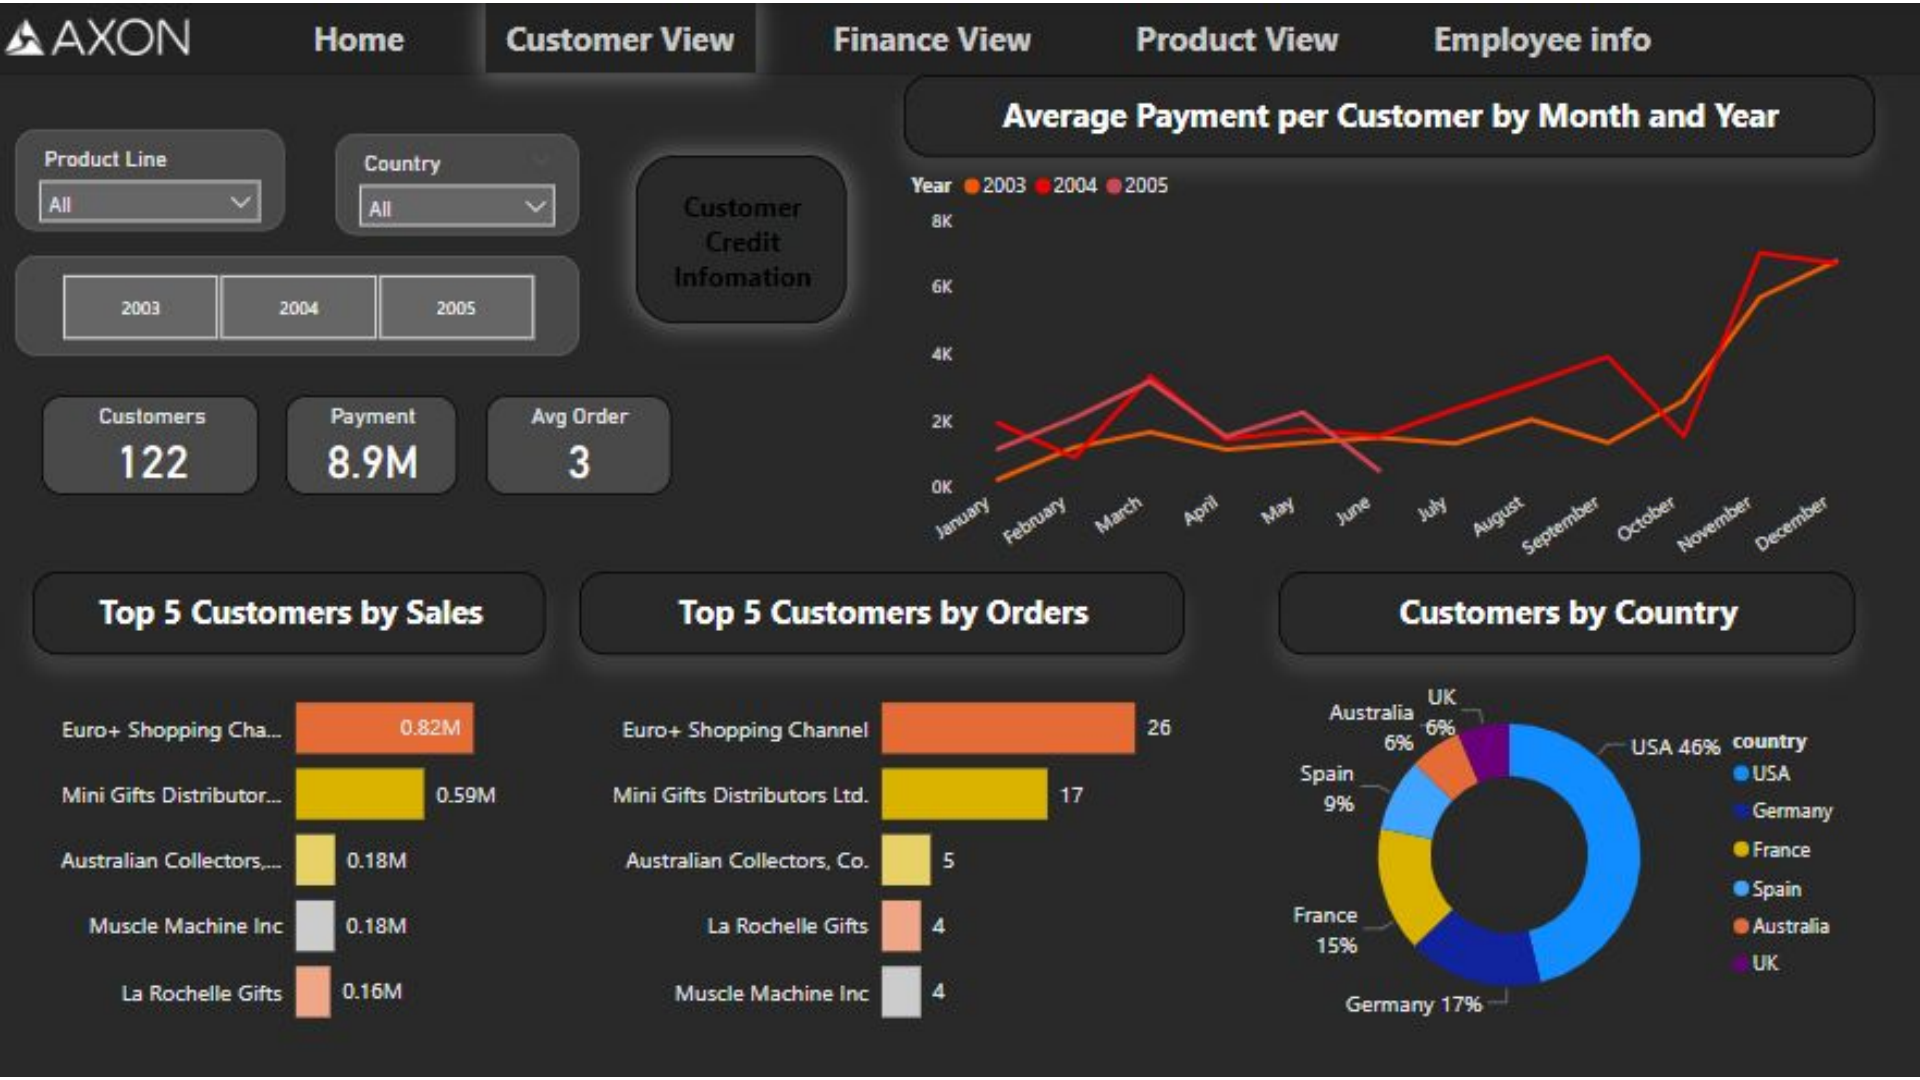 AXON
Home
Customer View
Finance View
Product View
Employee info
Product Line
All
Country
All
2003
2004
2005
Customer
Credit
Infomation
Customers
122
Payment
8.9M
Avg Order
3
Average Payment per Customer by Month and Year
Year 2003 2004 2005
8K
6K
4K
2K
0K
January
February
March
April
May
June
July
August
September
October
November
December
Top 5 Customers by Sales
Euro+ Shopping Cha... 0.82M
Mini Gifts Distributor... 0.59M
Australian Collectors,... 0.18M
Muscle Machine Inc 0.18M
La Rochelle Gifts 0.16M
Top 5 Customers by Orders
Euro+ Shopping Channel 26
Mini Gifts Distributors Ltd. 17
Australian Collectors, Co. 5
La Rochelle Gifts 4
Muscle Machine Inc 4
Customers by Country
UK
6%
Australia
6%
Spain
9%
France
15%
Germany 17%
USA 46%
country
USA
Germany
France
Spain
Australia
UK